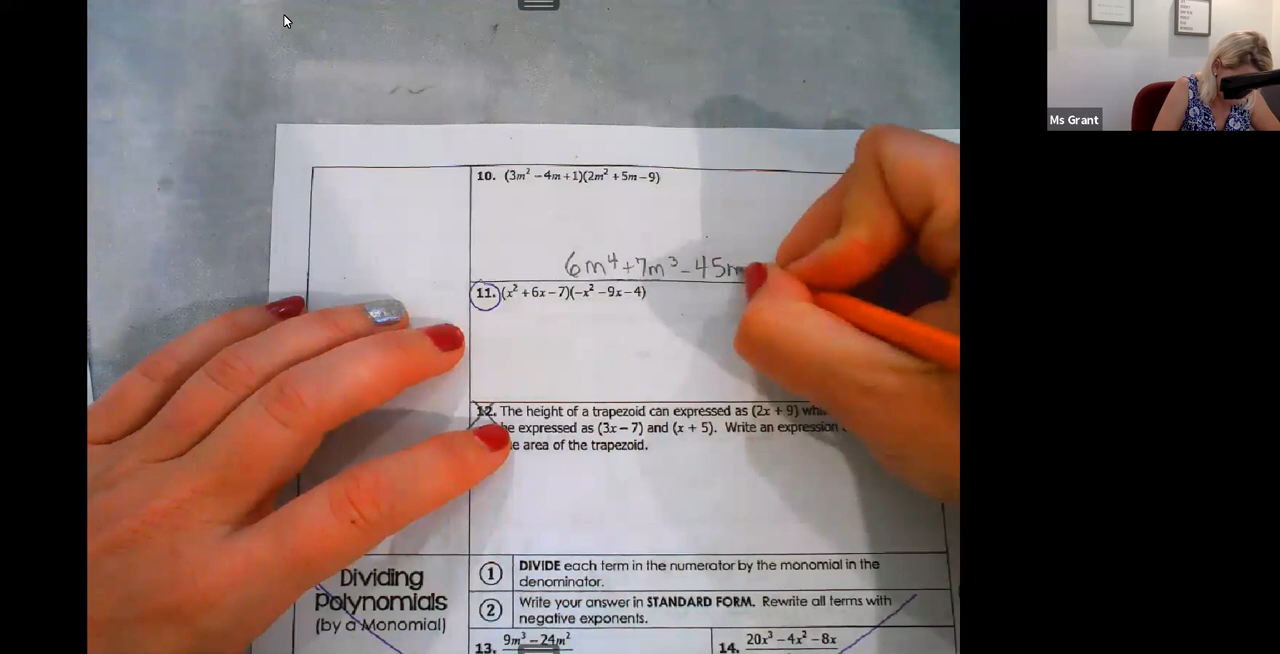 Ms Grant
10. (3m² – 4m + 1)(2m² + 5m – 9)
6m⁴ + 7m³ – 45m
11. (x² + 6x – 7)(–x² – 9x – 4)
12. The height of a trapezoid can expressed as (2x + 9)
be expressed as (3x – 7) and (x + 5). Write an expression
area of the trapezoid.
Dividing
Polynomials
(by a Monomial)
1 DIVIDE each term in the numerator by the monomial in the
denominator.
2 Write your answer in STANDARD FORM. Rewrite all terms with
negative exponents.
13. 9m³ – 24m²
14. 20x³ – 4x² – 8x